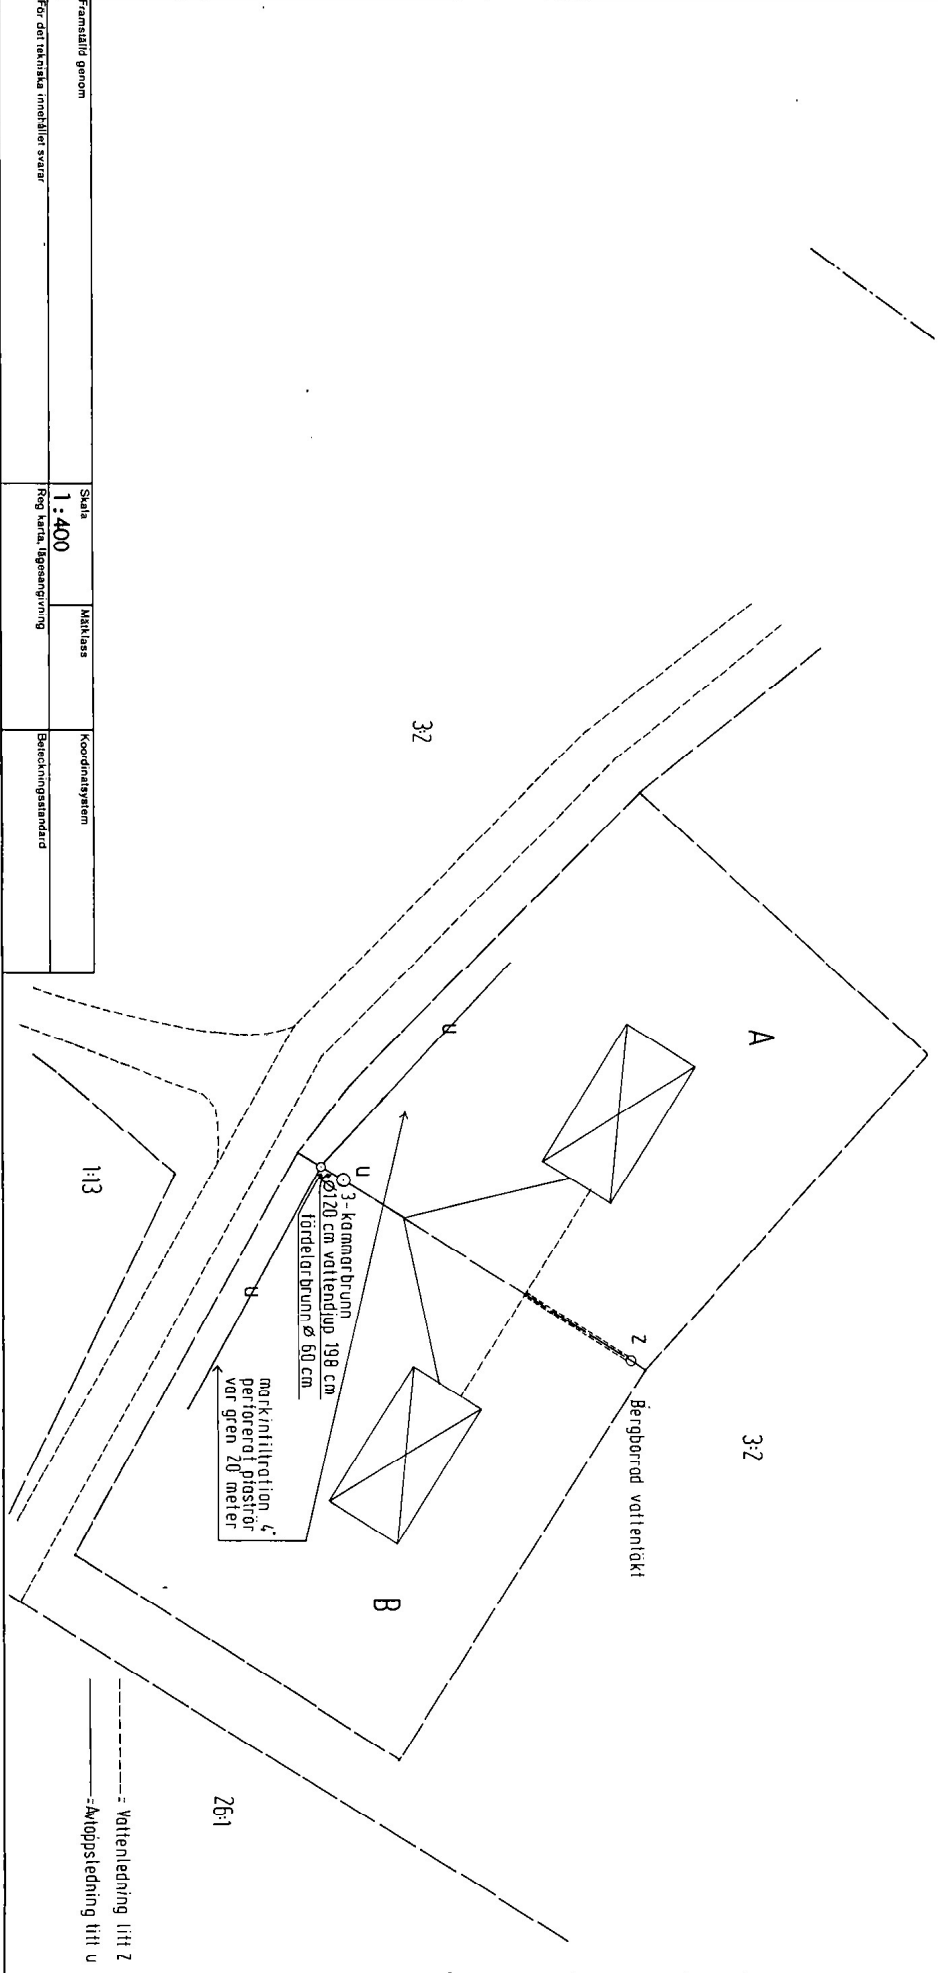 A
3:2
z
Bergborrad vattentäkt
3:2
u
u
3-kammarbrunn
Ø120 cm vattendjup 198 cm
fördelarbrunn Ø 60 cm
B
u
markinfiltration 4"
perforerat plaströr
var gren 20 meter
26:1
1:13
---------= Vattenledning litt z
———=Avloppsledning litt u
Framställd genom
Skala
1:400
Mätklass
Koordinatsystem
För det tekniska innehållet svarar
Reg karta, lägesangivning
Beteckningsstandard